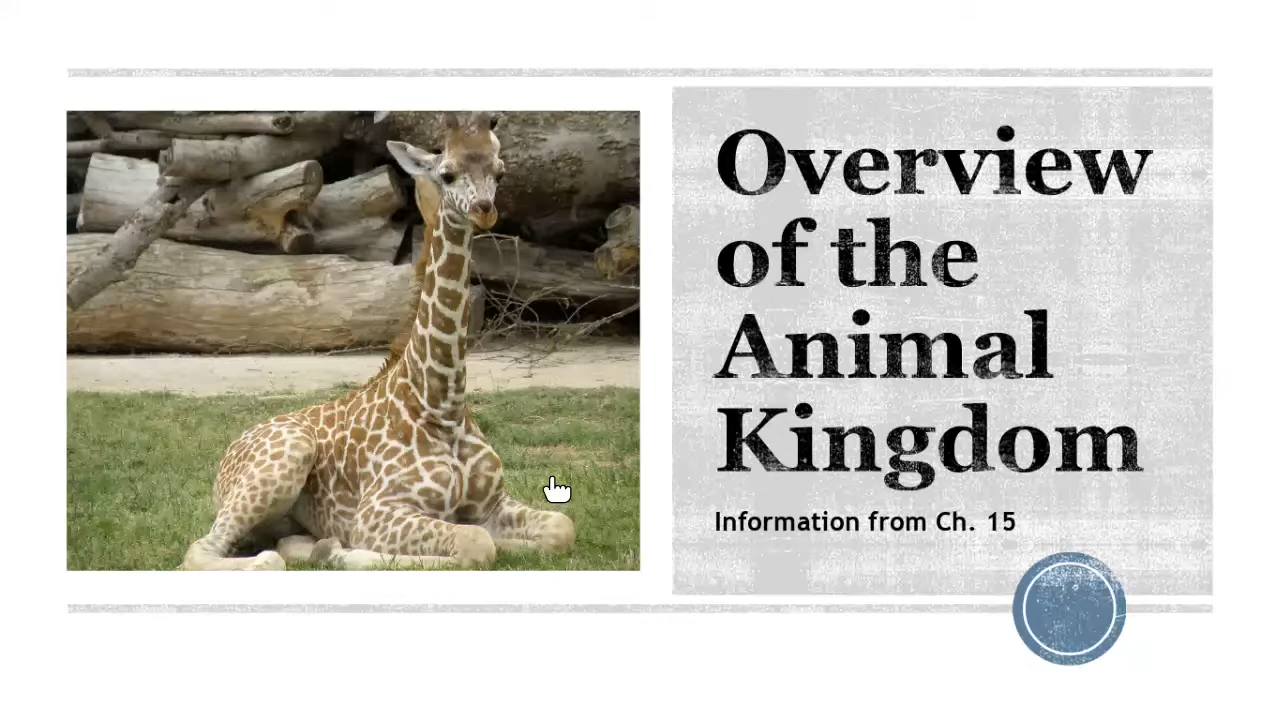 Overview
of the
Animal
Kingdom
Information from Ch. 15